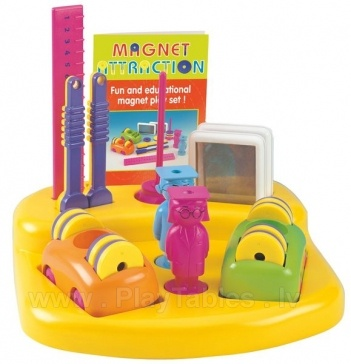 MAGNET
ATTRACTION
Fun and educational
magnet play set !
www.PlayTables.lv